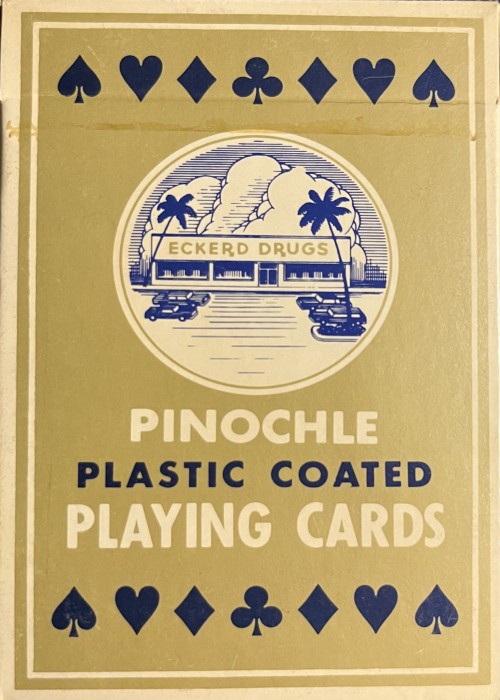 ECKERD DRUGS
PINOCHLE
PLASTIC COATED
PLAYING CARDS